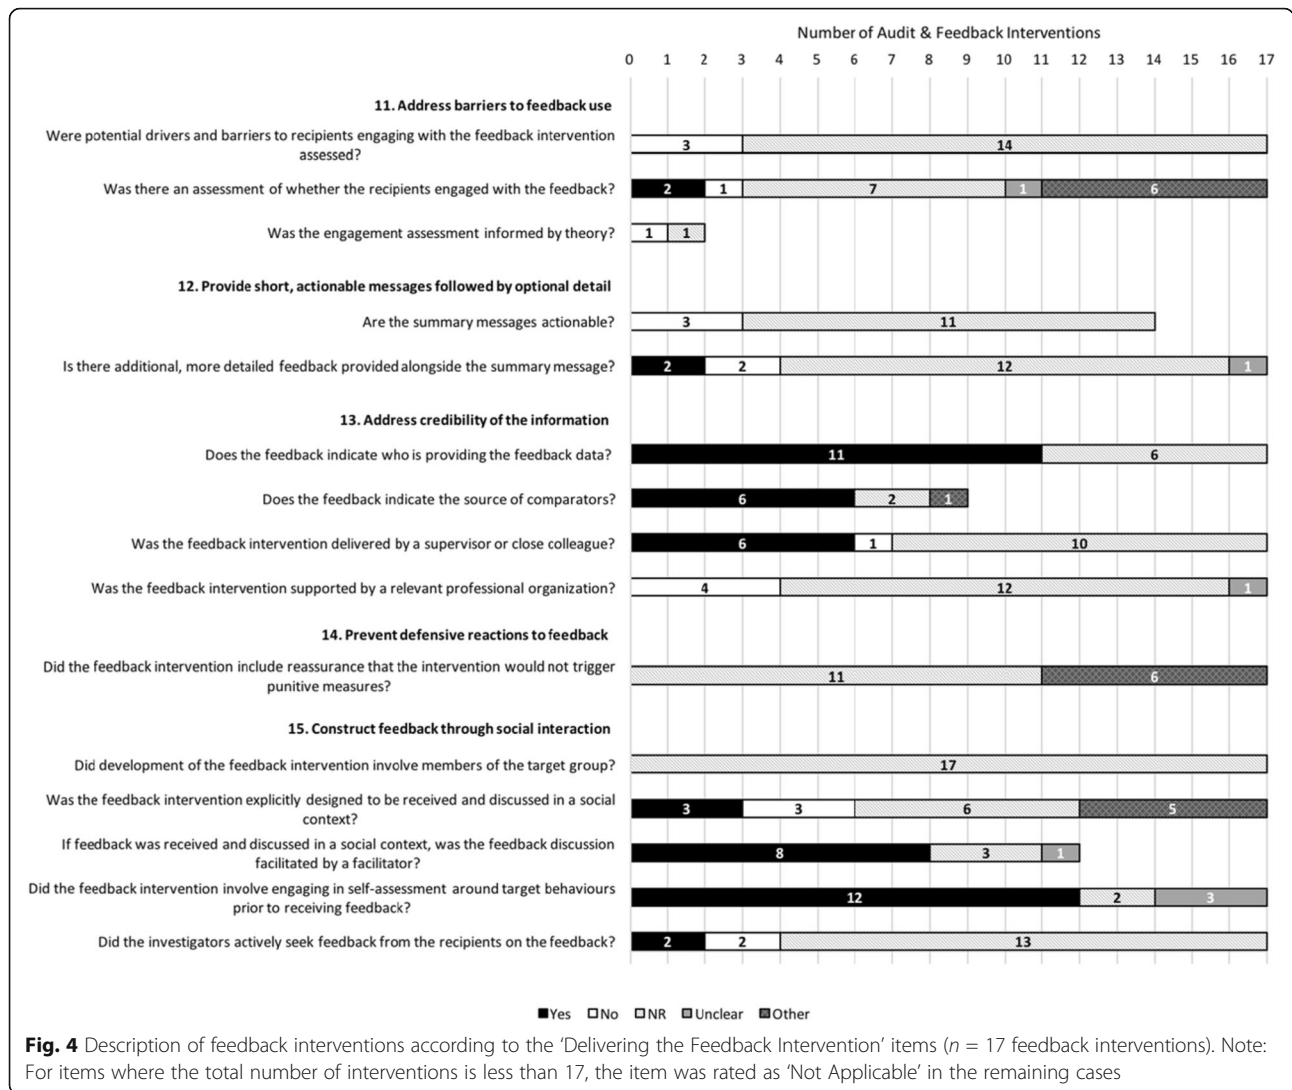 Number of Audit & Feedback Interventions
0 1 2 3 4 5 6 7 8 9 10 11 12 13 14 15 16 17
11. Address barriers to feedback use
Were potential drivers and barriers to recipients engaging with the feedback intervention
assessed?
3 14
Was there an assessment of whether the recipients engaged with the feedback?
2 1 7 1 6
Was the engagement assessment informed by theory?
1 1
12. Provide short, actionable messages followed by optional detail
Are the summary messages actionable?
3 11
Is there additional, more detailed feedback provided alongside the summary message?
2 2 12 1
13. Address credibility of the information
Does the feedback indicate who is providing the feedback data?
11 6
Does the feedback indicate the source of comparators?
6 2 1
Was the feedback intervention delivered by a supervisor or close colleague?
6 1 10
Was the feedback intervention supported by a relevant professional organization?
4 12 1
14. Prevent defensive reactions to feedback
Did the feedback intervention include reassurance that the intervention would not trigger
punitive measures?
11 6
15. Construct feedback through social interaction
Did development of the feedback intervention involve members of the target group?
17
Was the feedback intervention explicitly designed to be received and discussed in a social
context?
3 3 6 5
If feedback was received and discussed in a social context, was the feedback discussion
facilitated by a facilitator?
8 3 1
Did the feedback intervention involve engaging in self-assessment around target behaviours
prior to receiving feedback?
12 2 3
Did the investigators actively seek feedback from the recipients on the feedback?
2 2 13
Yes No NR Unclear Other
Fig. 4 Description of feedback interventions according to the ‘Delivering the Feedback Intervention’ items (n = 17 feedback interventions). Note:
For items where the total number of interventions is less than 17, the item was rated as ‘Not Applicable’ in the remaining cases